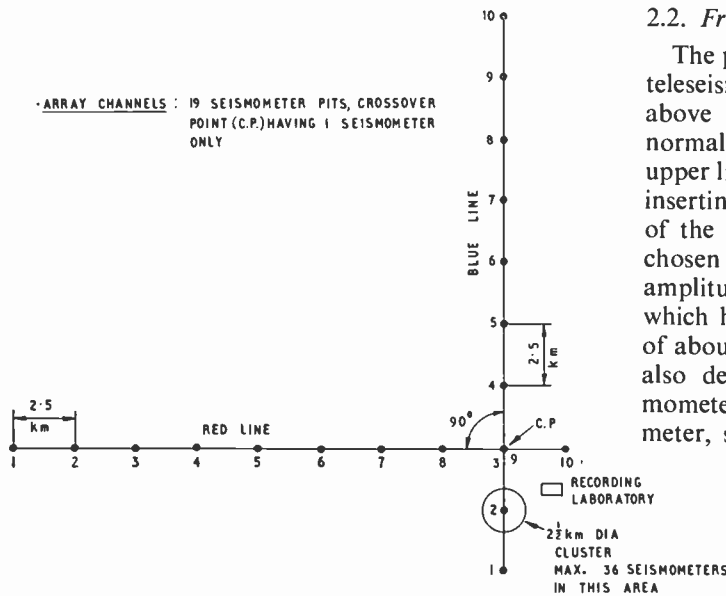 10
9
8
7
6
5
4
3
2
1
BLUE LINE
·ARRAY CHANNELS : 19 SEISMOMETER PITS, CROSSOVER
POINT (C.P.) HAVING 1 SEISMOMETER
ONLY
2·5
km
2·5
km
RED LINE
90°
C.P
1
2
3
4
5
6
7
8
9
10
RECORDING
LABORATORY
2½km DIA
CLUSTER
MAX. 36 SEISMOMETERS
IN THIS AREA
2.2. Fr
The p
teleseis
above
normal
upper li
insertin
of the
chosen
amplitu
which h
of abou
also de
momete
meter, s